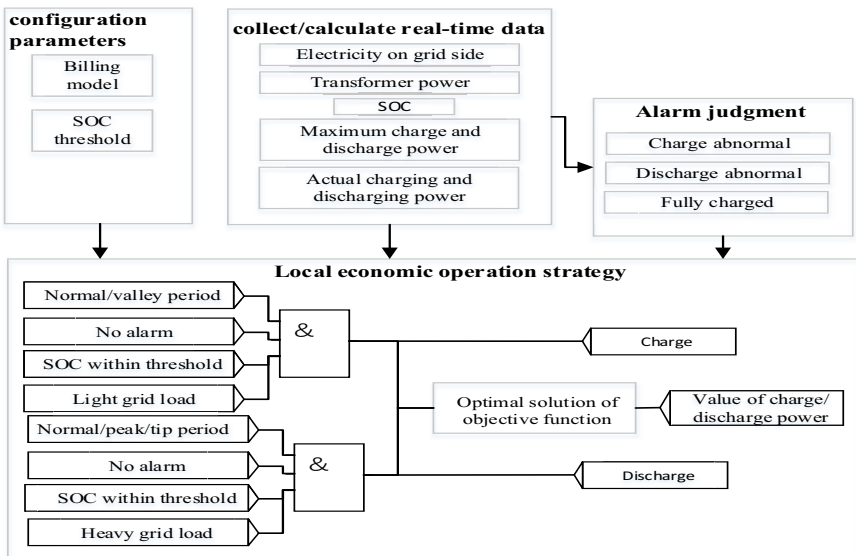 configuration
parameters
Billing
model
SOC
threshold
collect/calculate real-time data
Electricity on grid side
Transformer power
SOC
Maximum charge and
discharge power
Actual charging and
discharging power
Alarm judgment
Charge abnormal
Discharge abnormal
Fully charged
Local economic operation strategy
Normal/valley period
No alarm
SOC within threshold
Light grid load
&
Normal/peak/tip period
No alarm
SOC within threshold
Heavy grid load
&
Charge
Optimal solution of
objective function
Value of charge/
discharge power
Discharge